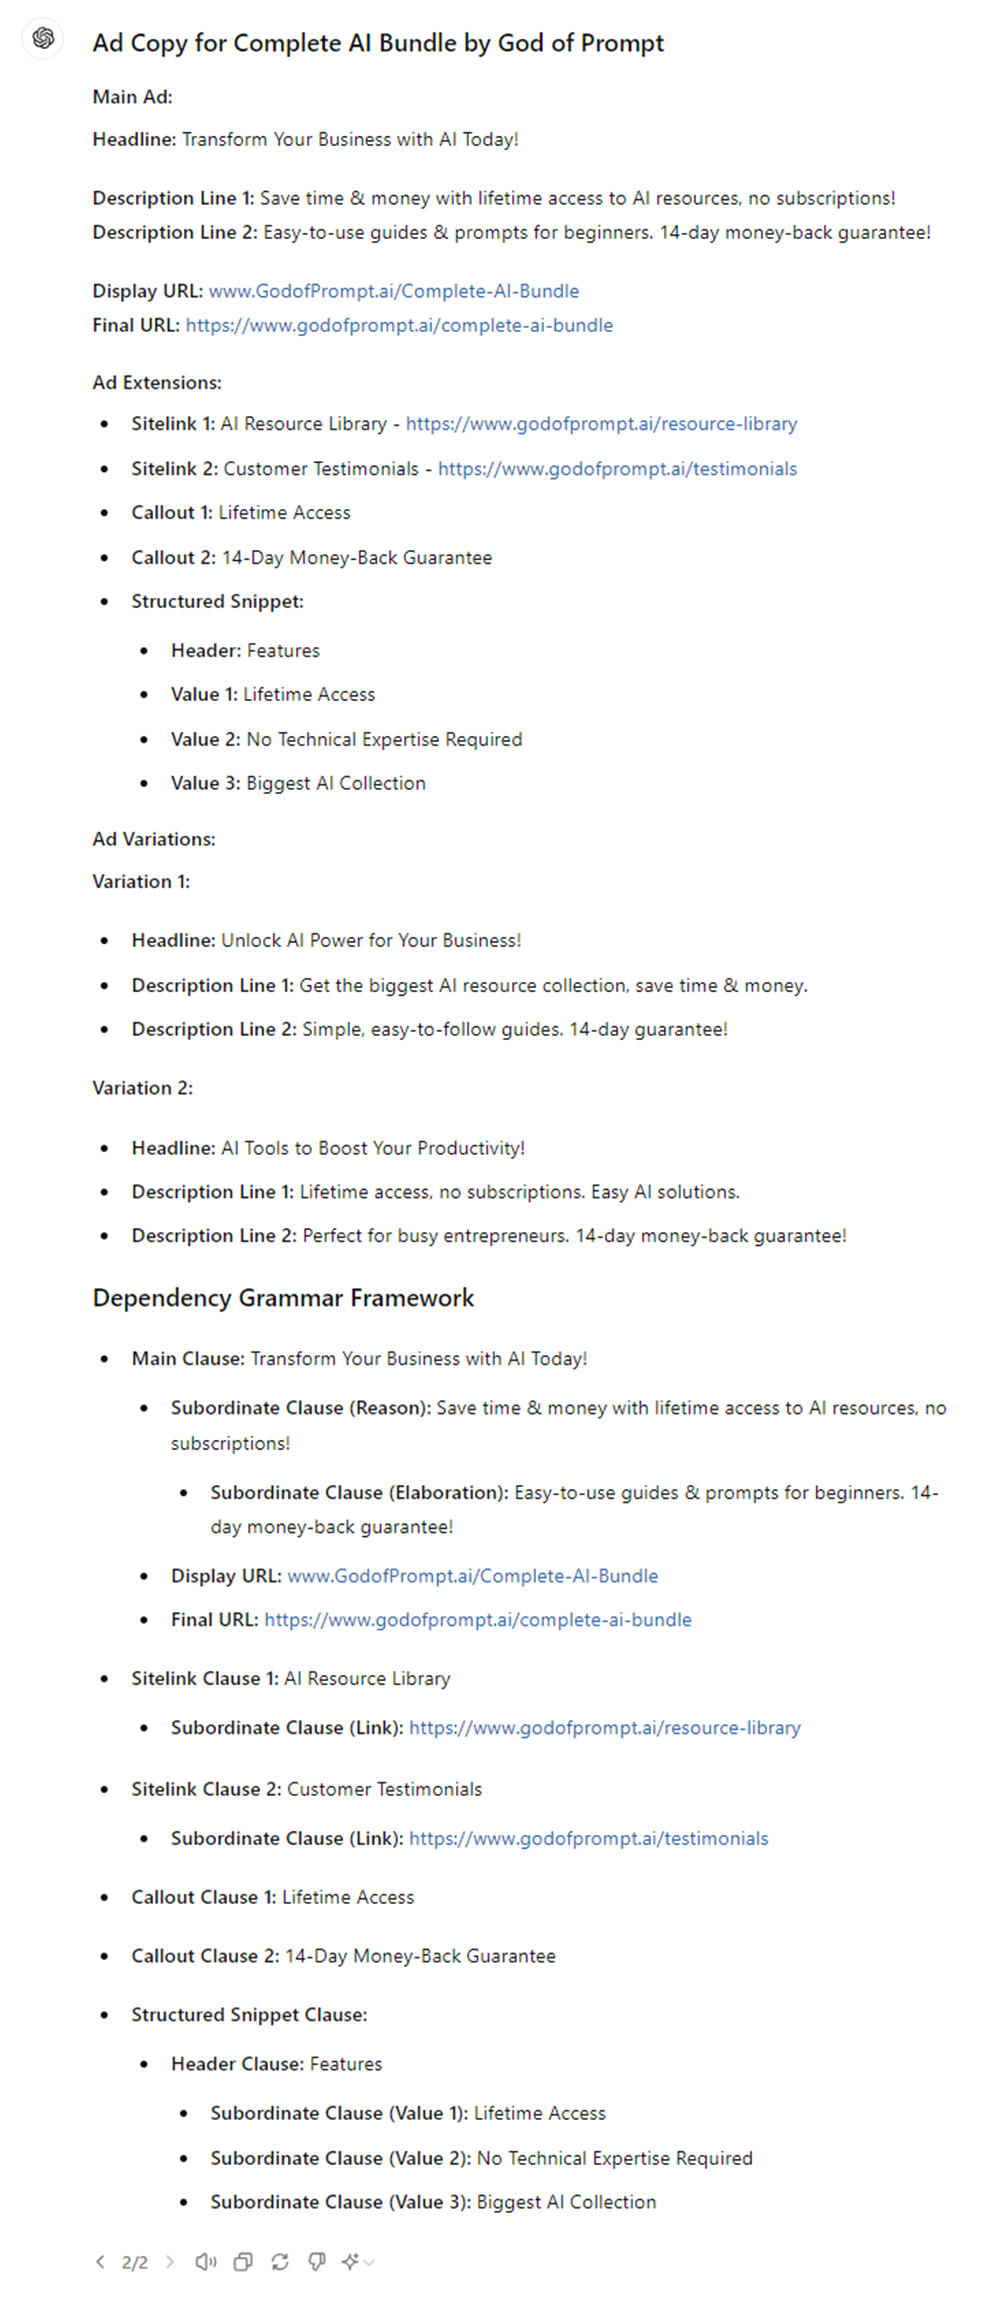 Ad Copy for Complete AI Bundle by God of Prompt
Main Ad:
Headline: Transform Your Business with AI Today!
Description Line 1: Save time & money with lifetime access to AI resources, no subscriptions!
Description Line 2: Easy-to-use guides & prompts for beginners. 14-day money-back guarantee!
Display URL: www.GodofPrompt.ai/Complete-AI-Bundle
Final URL: https://www.godofprompt.ai/complete-ai-bundle
Ad Extensions:
• Sitelink 1: AI Resource Library - https://www.godofprompt.ai/resource-library
• Sitelink 2: Customer Testimonials - https://www.godofprompt.ai/testimonials
• Callout 1: Lifetime Access
• Callout 2: 14-Day Money-Back Guarantee
• Structured Snippet:
• Header: Features
• Value 1: Lifetime Access
• Value 2: No Technical Expertise Required
• Value 3: Biggest AI Collection
Ad Variations:
Variation 1:
• Headline: Unlock AI Power for Your Business!
• Description Line 1: Get the biggest AI resource collection, save time & money.
• Description Line 2: Simple, easy-to-follow guides. 14-day guarantee!
Variation 2:
• Headline: AI Tools to Boost Your Productivity!
• Description Line 1: Lifetime access, no subscriptions. Easy AI solutions.
• Description Line 2: Perfect for busy entrepreneurs. 14-day money-back guarantee!
Dependency Grammar Framework
• Main Clause: Transform Your Business with AI Today!
• Subordinate Clause (Reason): Save time & money with lifetime access to AI resources, no
subscriptions!
• Subordinate Clause (Elaboration): Easy-to-use guides & prompts for beginners. 14-
day money-back guarantee!
• Display URL: www.GodofPrompt.ai/Complete-AI-Bundle
• Final URL: https://www.godofprompt.ai/complete-ai-bundle
• Sitelink Clause 1: AI Resource Library
• Subordinate Clause (Link): https://www.godofprompt.ai/resource-library
• Sitelink Clause 2: Customer Testimonials
• Subordinate Clause (Link): https://www.godofprompt.ai/testimonials
• Callout Clause 1: Lifetime Access
• Callout Clause 2: 14-Day Money-Back Guarantee
• Structured Snippet Clause:
• Header Clause: Features
• Subordinate Clause (Value 1): Lifetime Access
• Subordinate Clause (Value 2): No Technical Expertise Required
• Subordinate Clause (Value 3): Biggest AI Collection
2/2